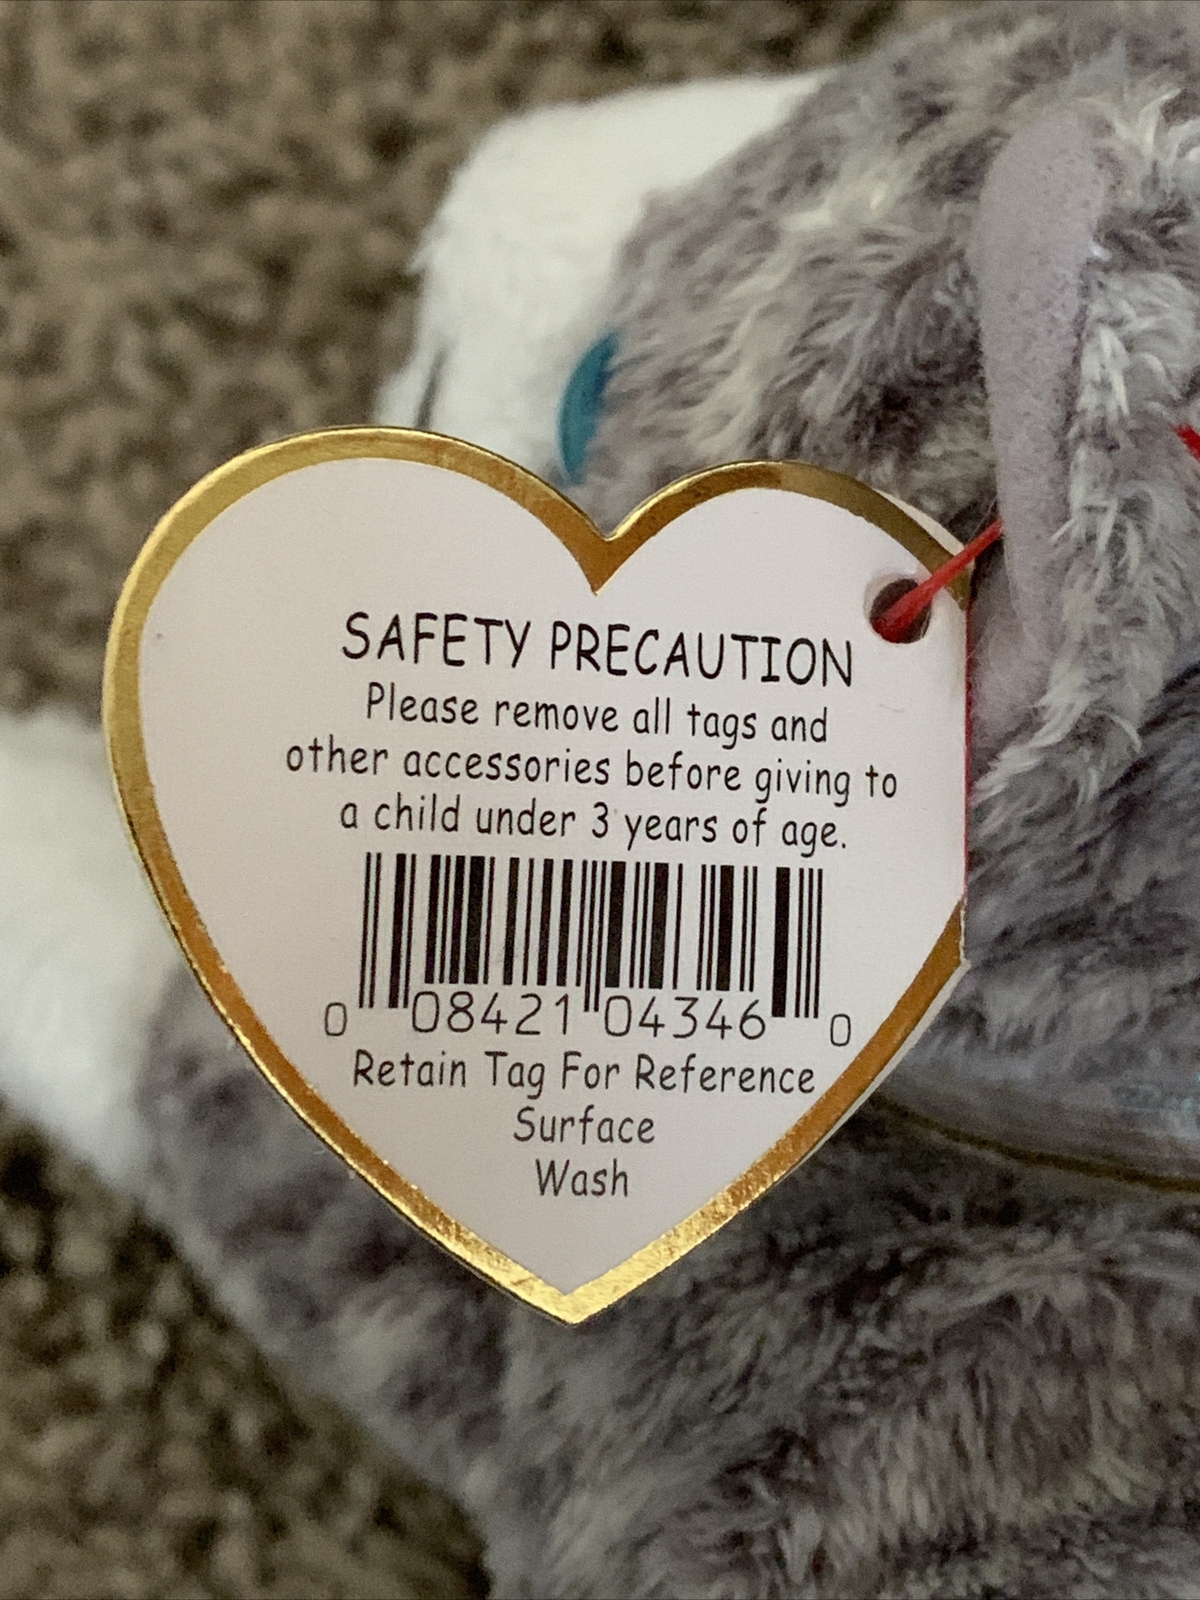 SAFETY PRECAUTION
Please remove all tags and
other accessories before giving to
a child under 3 years of age.
0 08421 04346 0
Retain Tag For Reference
Surface
Wash